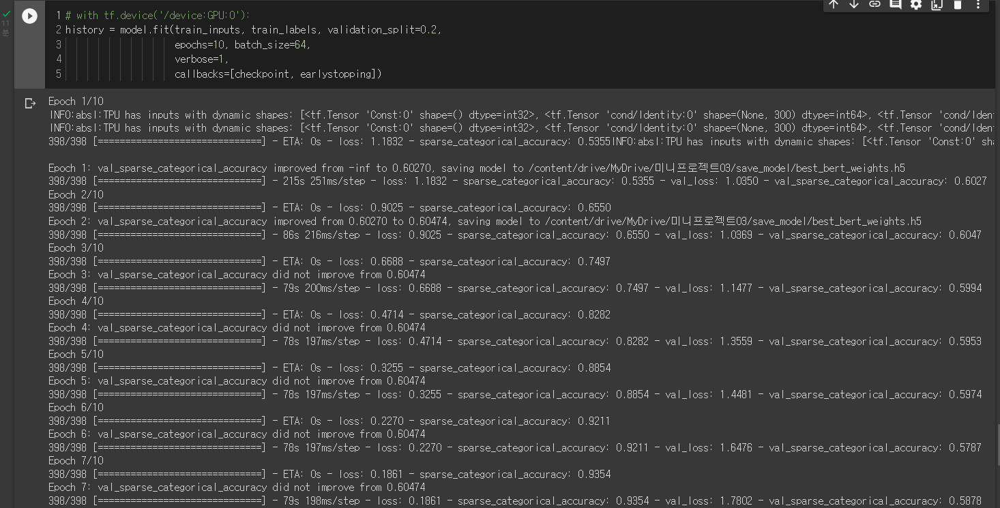 11
분
1 # with tf.device('/device:GPU:0'):
2 history = model.fit(train_inputs, train_labels, validation_split=0.2,
3 epochs=10, batch_size=64,
4 verbose=1,
5 callbacks=[checkpoint, earlystopping])
Epoch 1/10
INFO:absl:TPU has inputs with dynamic shapes: [<tf.Tensor 'Const:0' shape=() dtype=int32>, <tf.Tensor 'cond/Identity:0' shape=(None, 300) dtype=int64>, <tf.Tensor 'cond/Iden
INFO:absl:TPU has inputs with dynamic shapes: [<tf.Tensor 'Const:0' shape=() dtype=int32>, <tf.Tensor 'cond/Identity:0' shape=(None, 300) dtype=int64>, <tf.Tensor 'cond/Iden
398/398 [==============================] - ETA: 0s - loss: 1.1832 - sparse_categorical_accuracy: 0.5355INFO:absl:TPU has inputs with dynamic shapes: [<tf.Tensor 'Const:0' sha
Epoch 1: val_sparse_categorical_accuracy improved from -inf to 0.60270, saving model to /content/drive/MyDrive/미니프로젝트03/save_model/best_bert_weights.h5
398/398 [==============================] - 215s 251ms/step - loss: 1.1832 - sparse_categorical_accuracy: 0.5355 - val_loss: 1.0350 - val_sparse_categorical_accuracy: 0.6027
Epoch 2/10
398/398 [==============================] - ETA: 0s - loss: 0.9025 - sparse_categorical_accuracy: 0.6550
Epoch 2: val_sparse_categorical_accuracy improved from 0.60270 to 0.60474, saving model to /content/drive/MyDrive/미니프로젝트03/save_model/best_bert_weights.h5
398/398 [==============================] - 86s 216ms/step - loss: 0.9025 - sparse_categorical_accuracy: 0.6550 - val_loss: 1.0369 - val_sparse_categorical_accuracy: 0.6047
Epoch 3/10
398/398 [==============================] - ETA: 0s - loss: 0.6688 - sparse_categorical_accuracy: 0.7497
Epoch 3: val_sparse_categorical_accuracy did not improve from 0.60474
398/398 [==============================] - 79s 200ms/step - loss: 0.6688 - sparse_categorical_accuracy: 0.7497 - val_loss: 1.1477 - val_sparse_categorical_accuracy: 0.5994
Epoch 4/10
398/398 [==============================] - ETA: 0s - loss: 0.4714 - sparse_categorical_accuracy: 0.8282
Epoch 4: val_sparse_categorical_accuracy did not improve from 0.60474
398/398 [==============================] - 78s 197ms/step - loss: 0.4714 - sparse_categorical_accuracy: 0.8282 - val_loss: 1.3559 - val_sparse_categorical_accuracy: 0.5953
Epoch 5/10
398/398 [==============================] - ETA: 0s - loss: 0.3255 - sparse_categorical_accuracy: 0.8854
Epoch 5: val_sparse_categorical_accuracy did not improve from 0.60474
398/398 [==============================] - 78s 197ms/step - loss: 0.3255 - sparse_categorical_accuracy: 0.8854 - val_loss: 1.4481 - val_sparse_categorical_accuracy: 0.5974
Epoch 6/10
398/398 [==============================] - ETA: 0s - loss: 0.2270 - sparse_categorical_accuracy: 0.9211
Epoch 6: val_sparse_categorical_accuracy did not improve from 0.60474
398/398 [==============================] - 78s 197ms/step - loss: 0.2270 - sparse_categorical_accuracy: 0.9211 - val_loss: 1.6476 - val_sparse_categorical_accuracy: 0.5787
Epoch 7/10
398/398 [==============================] - ETA: 0s - loss: 0.1861 - sparse_categorical_accuracy: 0.9354
Epoch 7: val_sparse_categorical_accuracy did not improve from 0.60474
398/398 [==============================] - 79s 198ms/step - loss: 0.1861 - sparse_categorical_accuracy: 0.9354 - val_loss: 1.7802 - val_sparse_categorical_accuracy: 0.5878